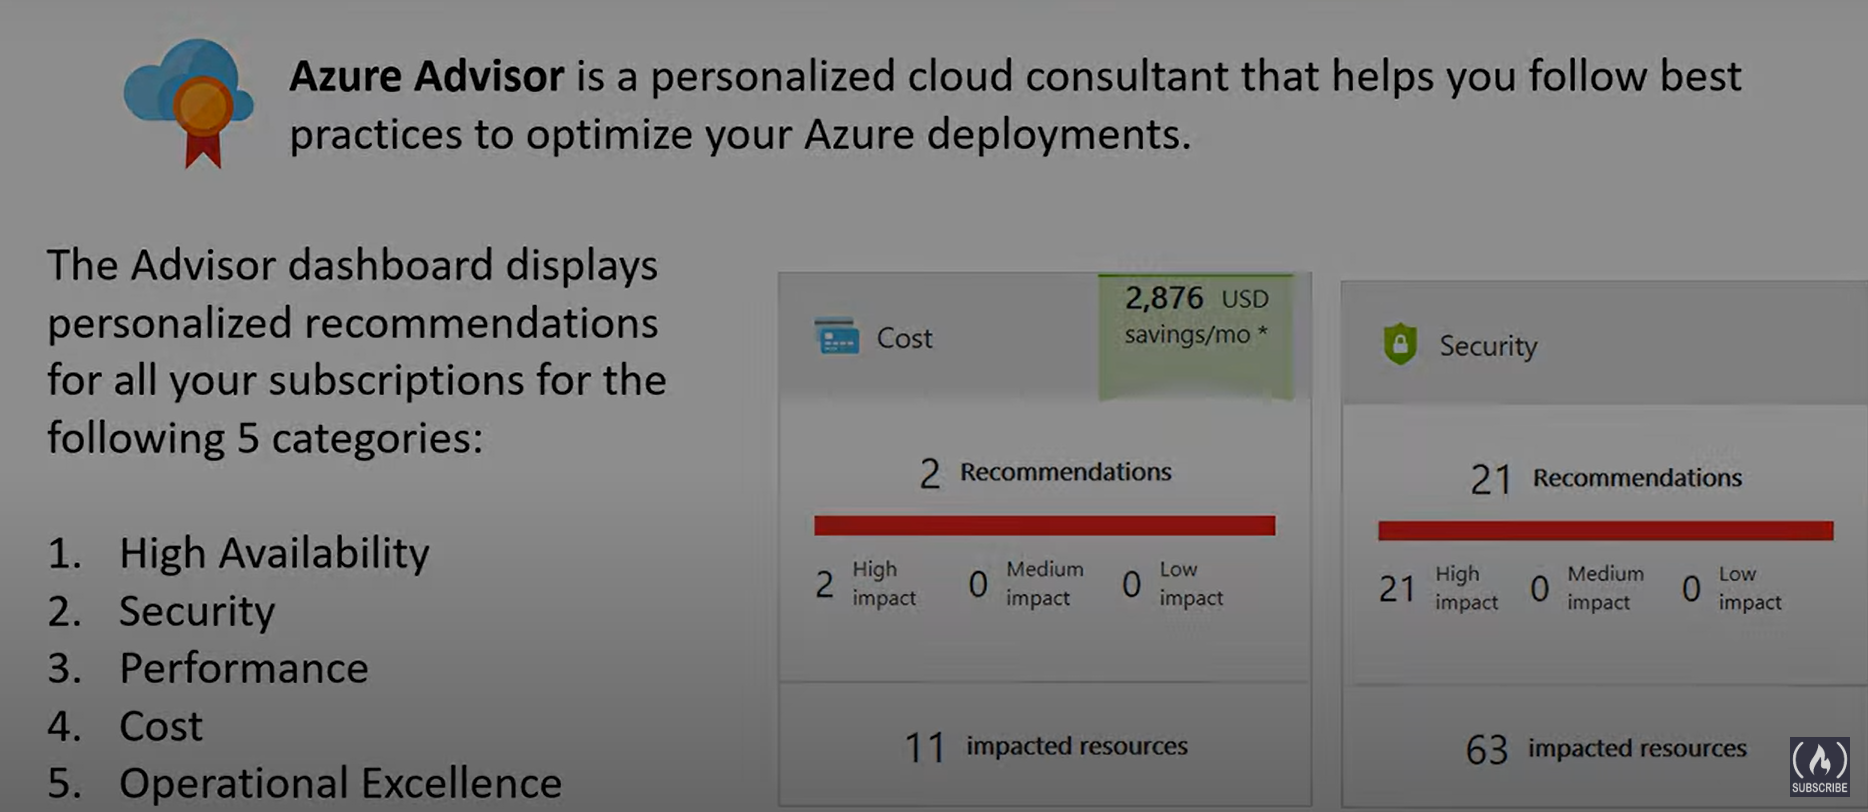 Azure Advisor is a personalized cloud consultant that helps you follow best
practices to optimize your Azure deployments.
The Advisor dashboard displays
personalized recommendations
for all your subscriptions for the
following 5 categories:
1. High Availability
2. Security
3. Performance
4. Cost
5. Operational Excellence
Cost
2,876 USD
savings/mo *
2 Recommendations
2 High impact
0 Medium impact
0 Low impact
11 impacted resources
Security
21 Recommendations
21 High impact
0 Medium impact
0 Low impact
63 impacted resources
SUBSCRIBE